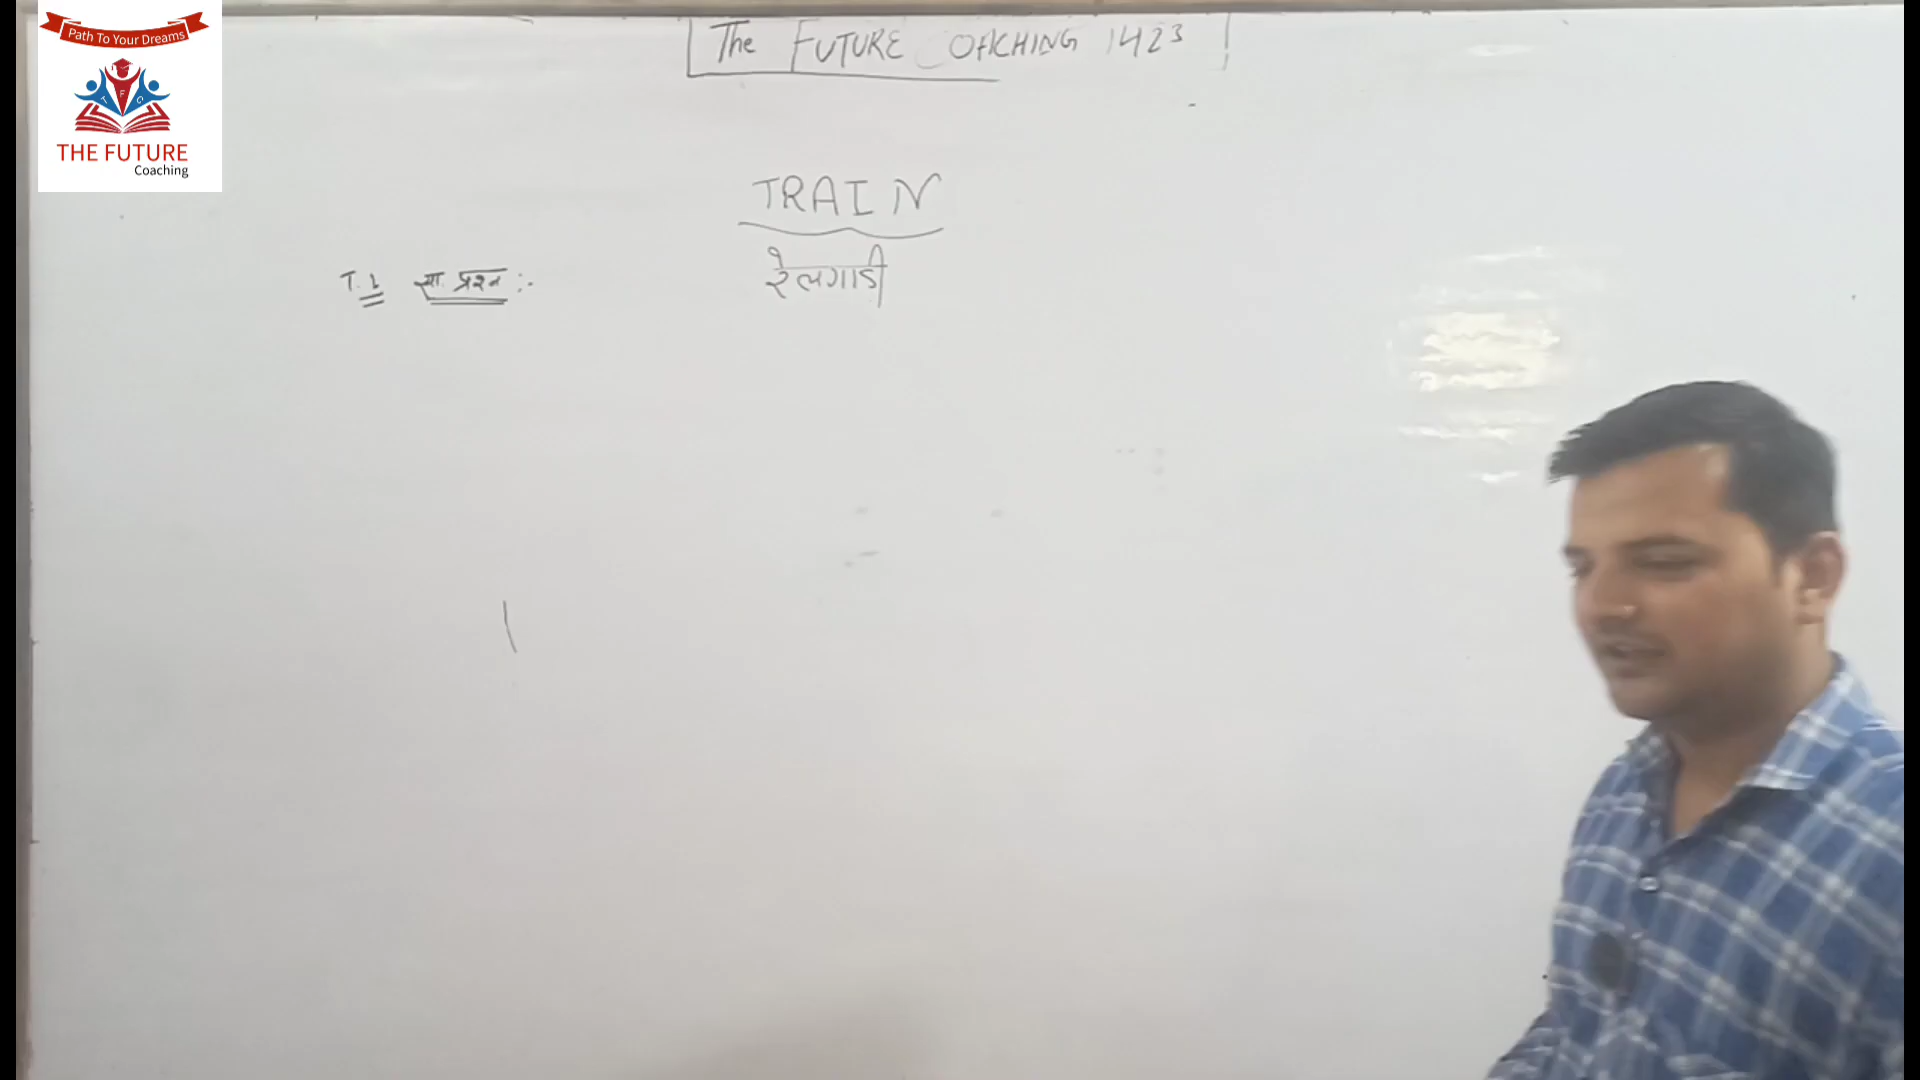 Path To Your Dreams
T F C
THE FUTURE
Coaching
The FUTURE COACHING 1423
TRAIN
रेलगाडी
T. 1 सा. प्रश्न :-